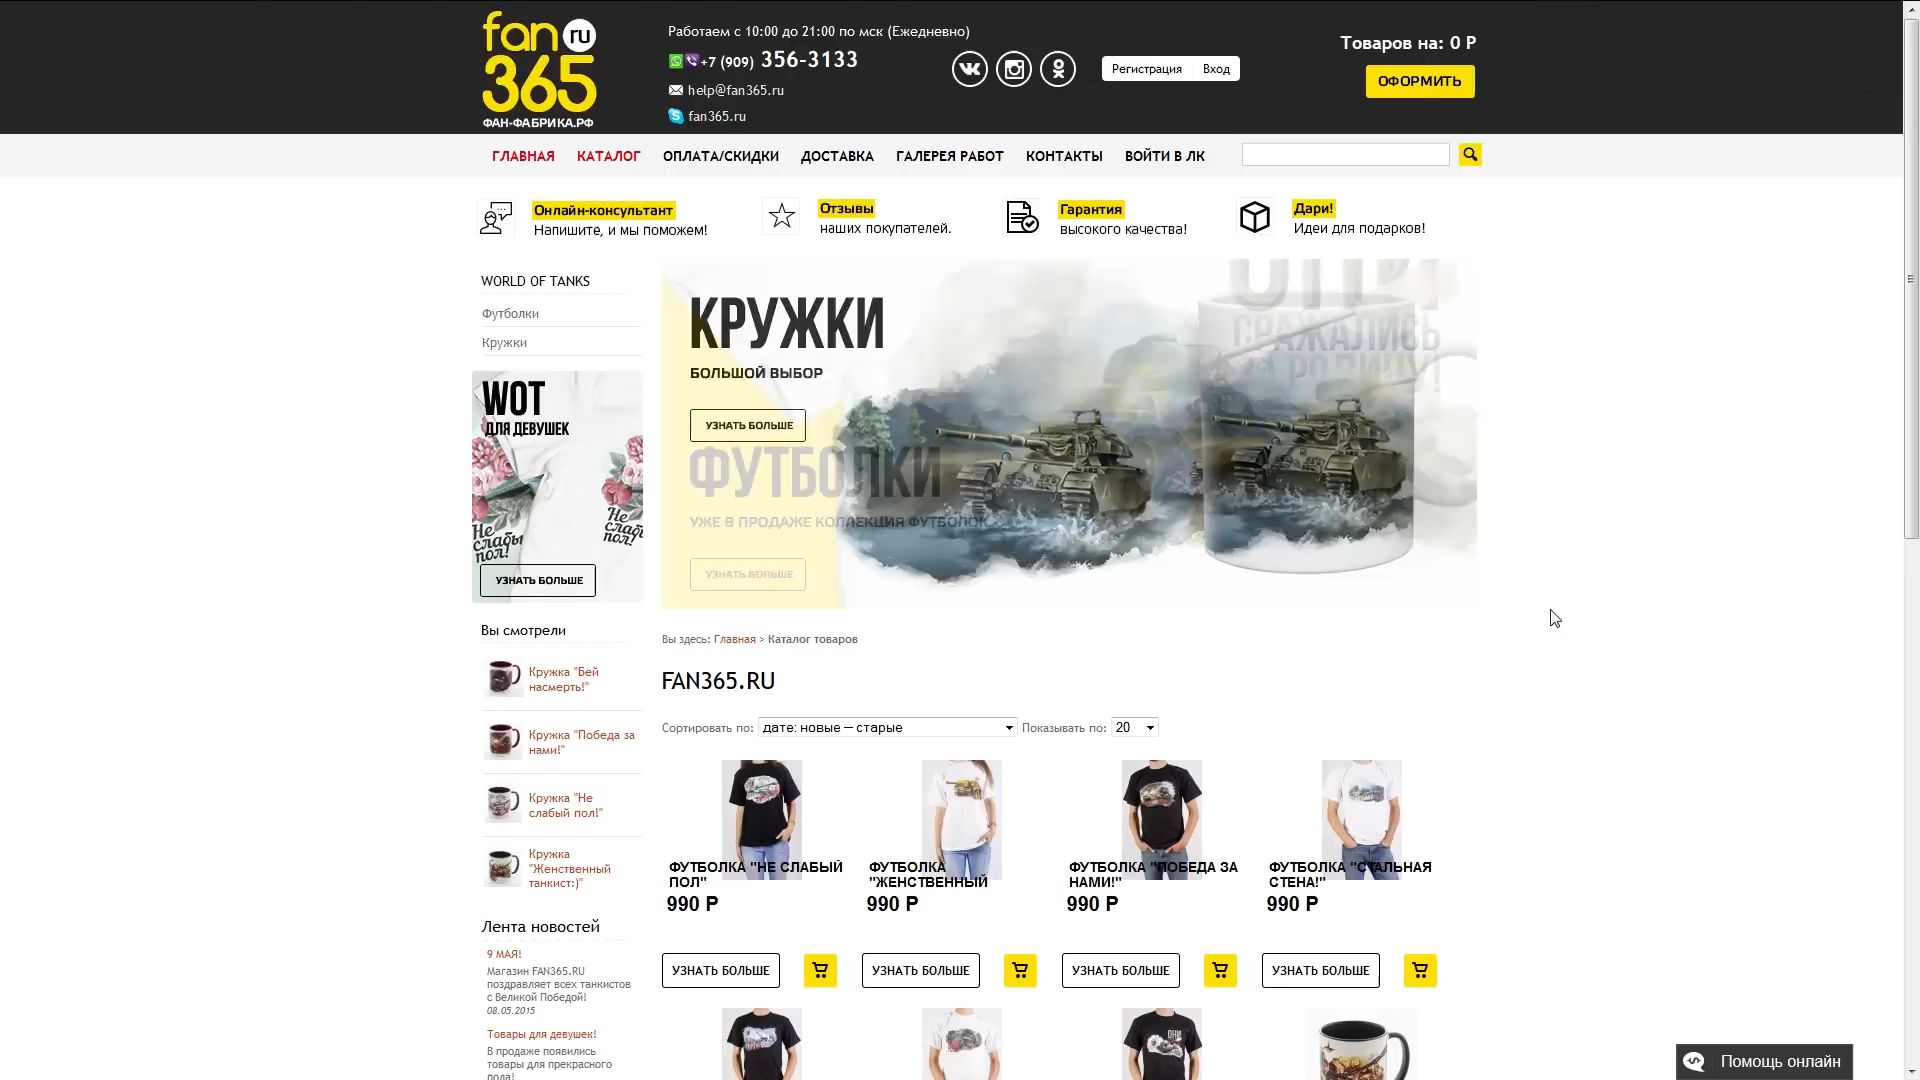 fan ru
365
ФАН-ФАБРИКА.РФ
Работаем с 10:00 до 21:00 по мск (Ежедневно)
+7 (909) 356-3133
help@fan365.ru
fan365.ru
Регистрация Вход
Товаров на: 0 Р
ОФОРМИТЬ
ГЛАВНАЯ КАТАЛОГ ОПЛАТА/СКИДКИ ДОСТАВКА ГАЛЕРЕЯ РАБОТ КОНТАКТЫ ВОЙТИ В ЛК
Онлайн-консультант
Напишите, и мы поможем!
Отзывы
наших покупателей.
Гарантия
высокого качества!
Дари!
Идеи для подарков!
WORLD OF TANKS
Футболки
Кружки
WOT
ДЛЯ ДЕВУШЕК
Не
слабый
пол!
Не
слабый
пол!
УЗНАТЬ БОЛЬШЕ
КРУЖКИ
БОЛЬШОЙ ВЫБОР
УЗНАТЬ БОЛЬШЕ
ФУТБОЛКИ
УЖЕ В ПРОДАЖЕ КОЛЛЕКЦИЯ ФУТБОЛОК
УЗНАТЬ БОЛЬШЕ
СРАЖАЛИСЬ
Вы смотрели
Кружка "Бей
насмерть!"
Кружка "Победа за
нами!"
Кружка "Не
слабый пол!"
Кружка
"Женственный
танкист:)"
Лента новостей
9 МАЯ!
Магазин FAN365.RU
поздравляет всех танкистов
с Великой Победой!
08.05.2015
Товары для девушек!
В продаже появились
товары для прекрасного
пола!
Вы здесь: Главная > Каталог товаров
FAN365.RU
Сортировать по: дате: новые — старые Показывать по: 20
ФУТБОЛКА "НЕ СЛАБЫЙ
ПОЛ"
990 Р
УЗНАТЬ БОЛЬШЕ
ФУТБОЛКА
"ЖЕНСТВЕННЫЙ
990 Р
УЗНАТЬ БОЛЬШЕ
ФУТБОЛКА "ПОБЕДА ЗА
НАМИ!"
990 Р
УЗНАТЬ БОЛЬШЕ
ФУТБОЛКА "СТАЛЬНАЯ
СТЕНА!"
990 Р
УЗНАТЬ БОЛЬШЕ
ОНИ
Помощь онлайн